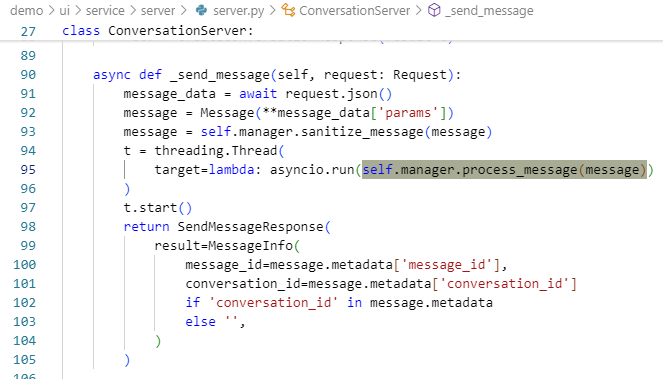 demo > ui > service > server > server.py > ConversationServer > _send_message
27 class ConversationServer:
89
90 async def _send_message(self, request: Request):
91 message_data = await request.json()
92 message = Message(**message_data['params'])
93 message = self.manager.sanitize_message(message)
94 t = threading.Thread(
95 target=lambda: asyncio.run(self.manager.process_message(message))
96 )
97 t.start()
98 return SendMessageResponse(
99 result=MessageInfo(
100 message_id=message.metadata['message_id'],
101 conversation_id=message.metadata['conversation_id']
102 if 'conversation_id' in message.metadata
103 else '',
104 )
105 )